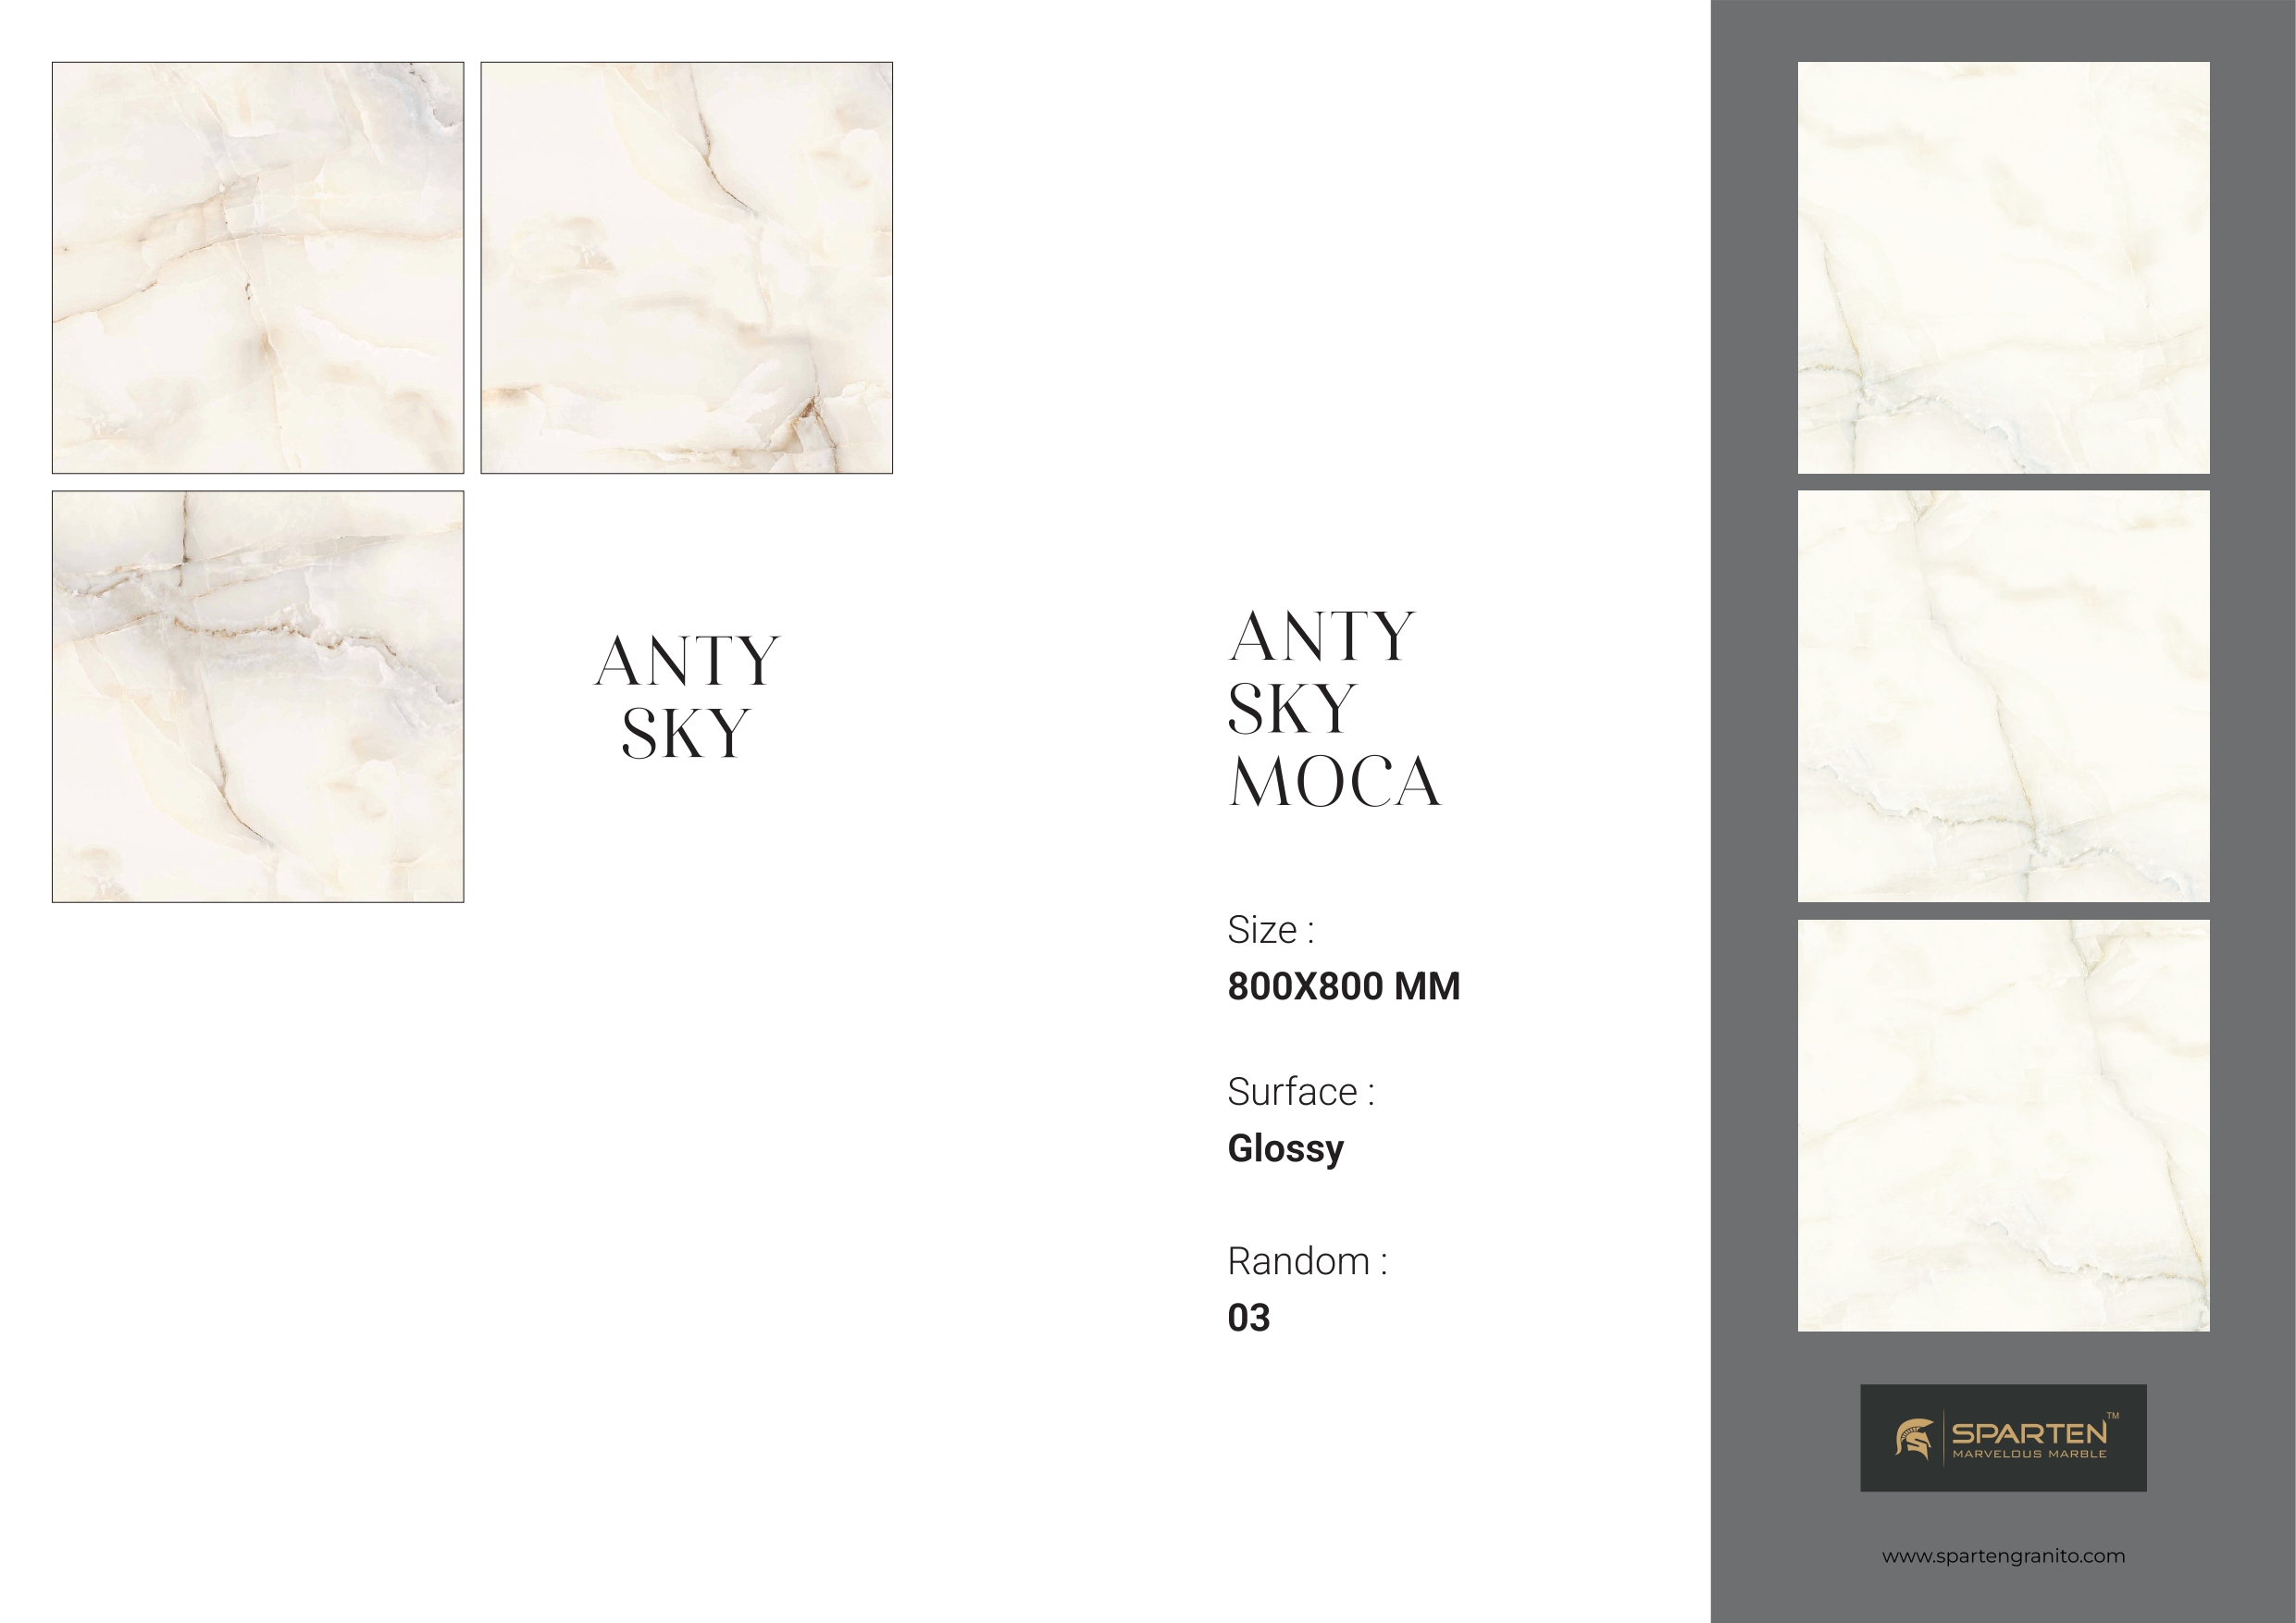 ANTY
SKY
ANTY
SKY
MOCA
Size :
800X800 MM
Surface :
Glossy
Random :
03
SPARTEN™
MARVELOUS MARBLE
www.spartengranito.com